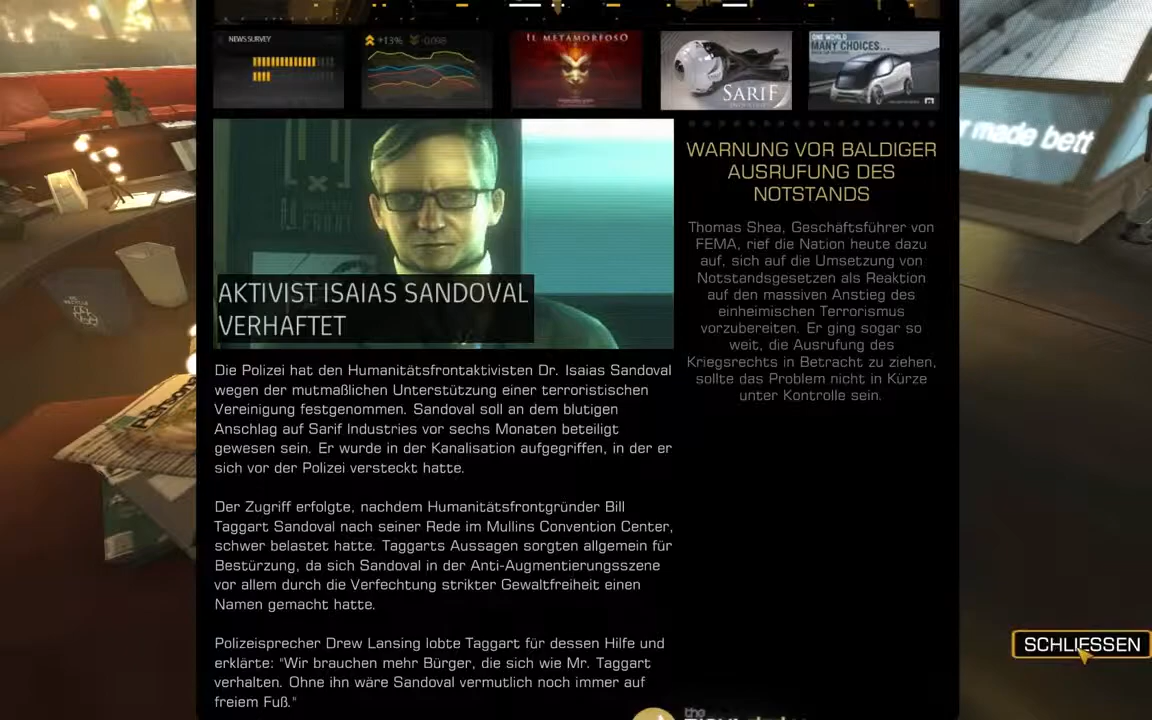 NEWS SURVEY
+13% -0,098
IL METAMORFOSO
SARIF
ONE WORLD
MANY CHOICES...
AKTIVIST ISAIAS SANDOVAL
VERHAFTET
Die Polizei hat den Humanitätsfrontaktivisten Dr. Isaias Sandoval
wegen der mutmaßlichen Unterstützung einer terroristischen
Vereinigung festgenommen. Sandoval soll an dem blutigen
Anschlag auf Sarif Industries vor sechs Monaten beteiligt
gewesen sein. Er wurde in der Kanalisation aufgegriffen, in der er
sich vor der Polizei versteckt hatte.
Der Zugriff erfolgte, nachdem Humanitätsfrontgründer Bill
Taggart Sandoval nach seiner Rede im Mullins Convention Center,
schwer belastet hatte. Taggarts Aussagen sorgten allgemein für
Bestürzung, da sich Sandoval in der Anti-Augmentierungsszene
vor allem durch die Verfechtung strikter Gewaltfreiheit einen
Namen gemacht hatte.
Polizeisprecher Drew Lansing lobte Taggart für dessen Hilfe und
erklärte: "Wir brauchen mehr Bürger, die sich wie Mr. Taggart
verhalten. Ohne ihn wäre Sandoval vermutlich noch immer auf
freiem Fuß."
WARNUNG VOR BALDIGER
AUSRUFUNG DES
NOTSTANDS
Thomas Shea, Geschäftsführer von
FEMA, rief die Nation heute dazu
auf, sich auf die Umsetzung von
Notstandsgesetzen als Reaktion
auf den massiven Anstieg des
einheimischen Terrorismus
vorzubereiten. Er ging sogar so
weit, die Ausrufung des
Kriegsrechts in Betracht zu ziehen,
sollte das Problem nicht in Kürze
unter Kontrolle sein.
r made bett
SCHLIESSEN
the